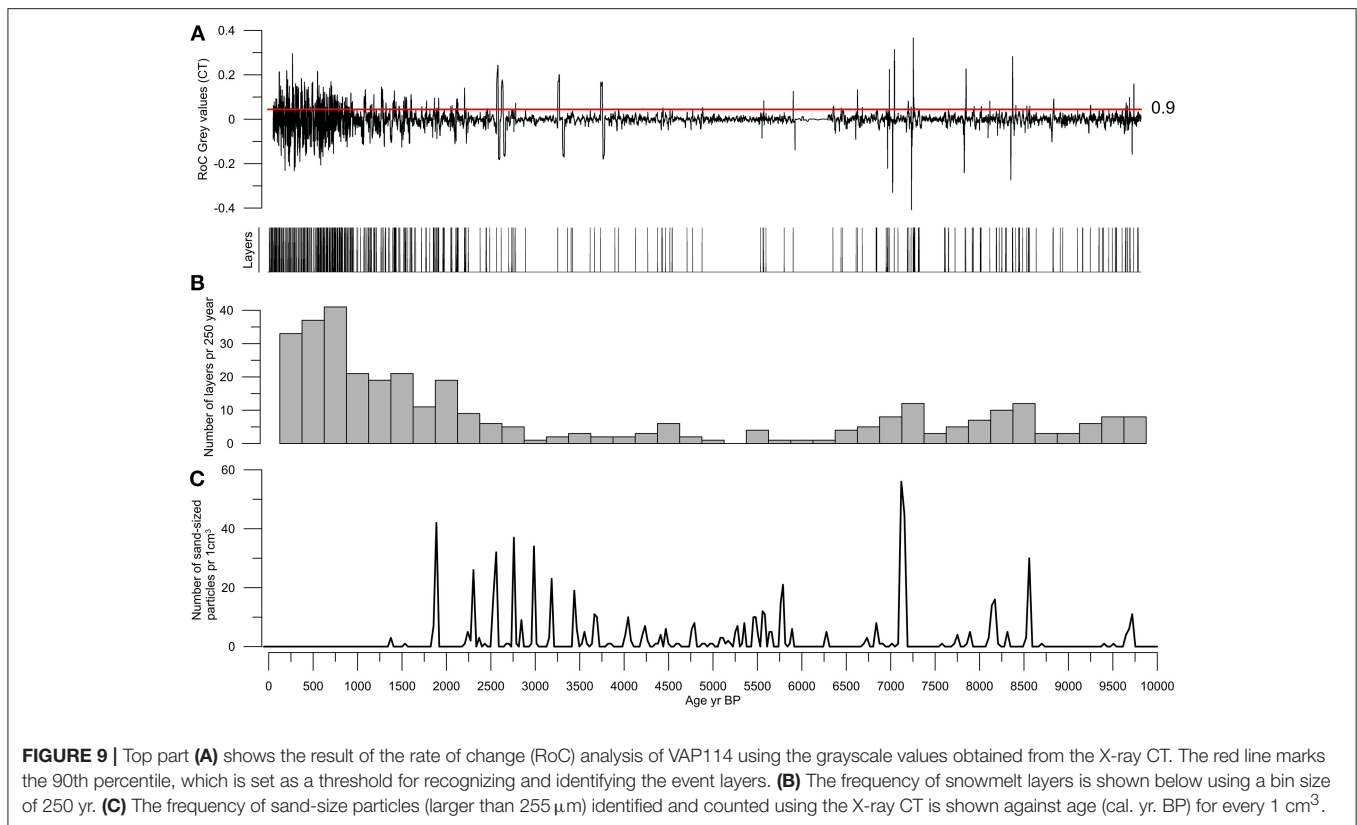 A
RoC Grey values (CT)
0.4
0.2
0
-0.2
-0.4
0.9
Layers
B
Number of layers pr 250 year
40
30
20
10
0
C
Number of sand-sized
particles pr 1cm³
60
40
20
0
0 500 1000 1500 2000 2500 3000 3500 4000 4500 5000 5500 6000 6500 7000 7500 8000 8500 9000 9500 10000
Age yr BP
FIGURE 9 | Top part (A) shows the result of the rate of change (RoC) analysis of VAP114 using the grayscale values obtained from the X-ray CT. The red line marks
the 90th percentile, which is set as a threshold for recognizing and identifying the event layers. (B) The frequency of snowmelt layers is shown below using a bin size
of 250 yr. (C) The frequency of sand-size particles (larger than 255 μm) identified and counted using the X-ray CT is shown against age (cal. yr. BP) for every 1 cm³.